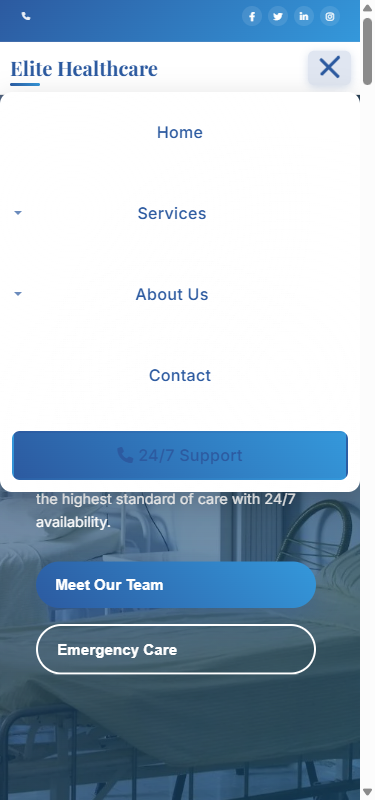 Elite Healthcare
Home
Services
About Us
Contact
24/7 Support
the highest standard of care with 24/7
availability.
Meet Our Team
Emergency Care